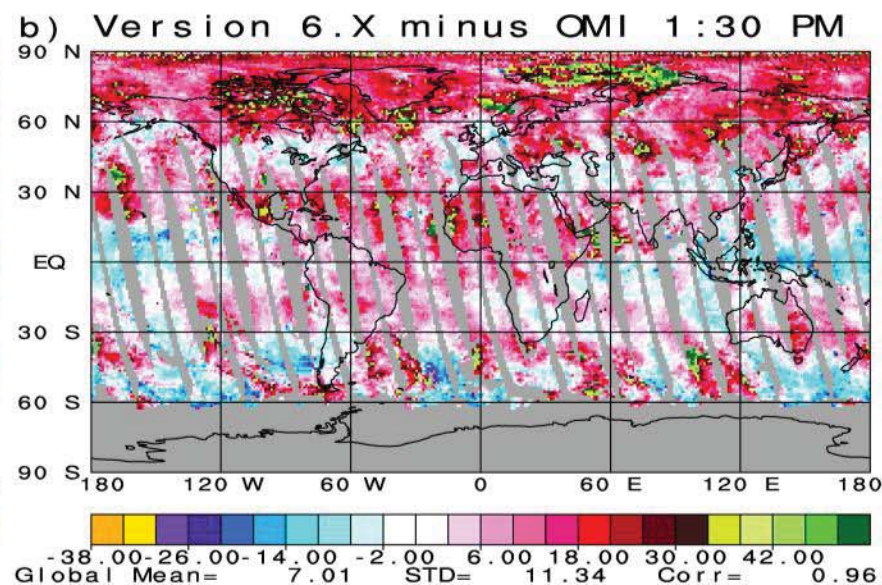 b) Version 6.X minus OMI 1:30 PM
90 N
60 N
30 N
EQ
30 S
60 S
90 S
180 120 W 60 W 0 60 E 120 E 180
-38.00 -26.00 -14.00 -2.00 6.00 18.00 30.00 42.00
Global Mean= 7.01 STD= 11.34 Corr= 0.96